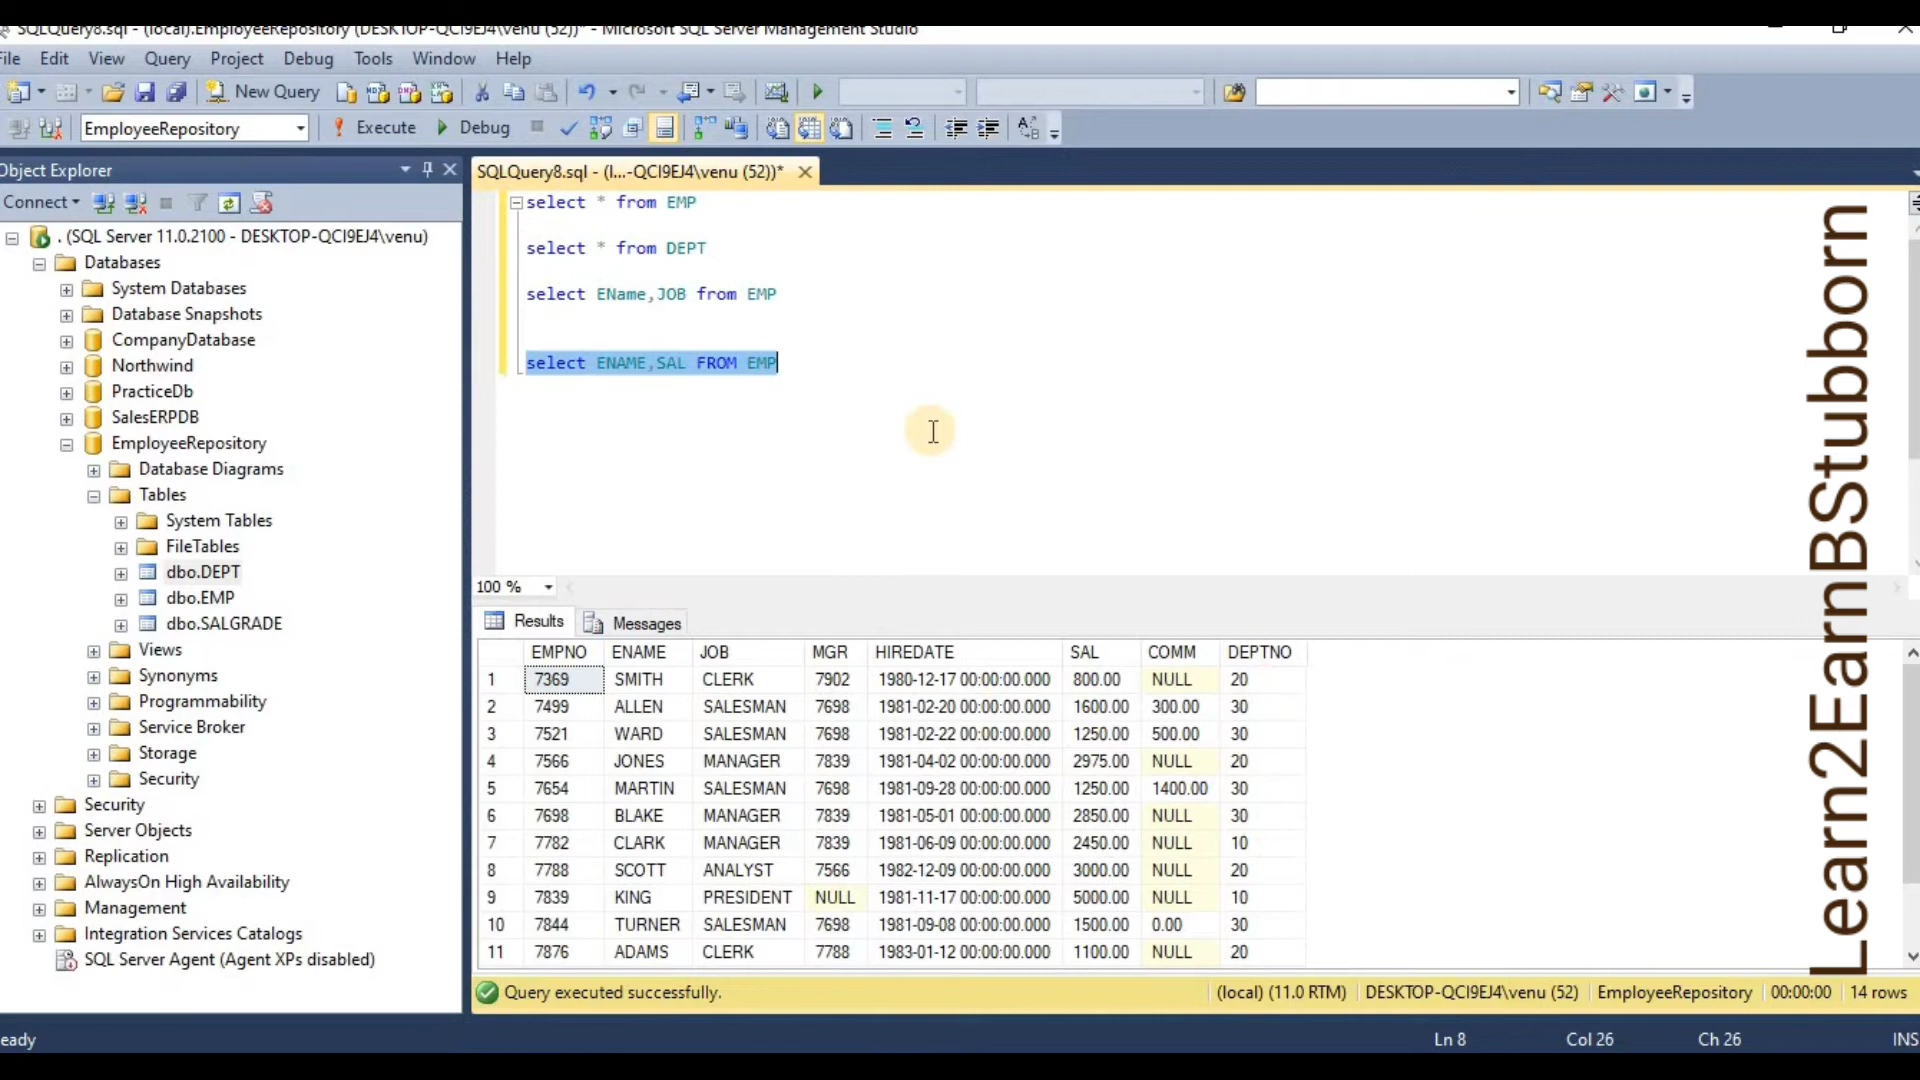 SQLQuery8.sql - (local).EmployeeRepository (DESKTOP-QCI9EJ4\venu (52))* - Microsoft SQL Server Management Studio
File Edit View Query Project Debug Tools Window Help
New Query
EmployeeRepository Execute Debug
Object Explorer
Connect
. (SQL Server 11.0.2100 - DESKTOP-QCI9EJ4\venu)
Databases
System Databases
Database Snapshots
CompanyDatabase
Northwind
PracticeDb
SalesERPDB
EmployeeRepository
Database Diagrams
Tables
System Tables
FileTables
dbo.DEPT
dbo.EMP
dbo.SALGRADE
Views
Synonyms
Programmability
Service Broker
Storage
Security
Security
Server Objects
Replication
AlwaysOn High Availability
Management
Integration Services Catalogs
SQL Server Agent (Agent XPs disabled)
SQLQuery8.sql - (l...-QCI9EJ4\venu (52))*
select * from EMP
select * from DEPT
select EName,JOB from EMP
select ENAME,SAL FROM EMP
100 %
Results Messages
EMPNO ENAME JOB MGR HIREDATE SAL COMM DEPTNO
1 7369 SMITH CLERK 7902 1980-12-17 00:00:00.000 800.00 NULL 20
2 7499 ALLEN SALESMAN 7698 1981-02-20 00:00:00.000 1600.00 300.00 30
3 7521 WARD SALESMAN 7698 1981-02-22 00:00:00.000 1250.00 500.00 30
4 7566 JONES MANAGER 7839 1981-04-02 00:00:00.000 2975.00 NULL 20
5 7654 MARTIN SALESMAN 7698 1981-09-28 00:00:00.000 1250.00 1400.00 30
6 7698 BLAKE MANAGER 7839 1981-05-01 00:00:00.000 2850.00 NULL 30
7 7782 CLARK MANAGER 7839 1981-06-09 00:00:00.000 2450.00 NULL 10
8 7788 SCOTT ANALYST 7566 1982-12-09 00:00:00.000 3000.00 NULL 20
9 7839 KING PRESIDENT NULL 1981-11-17 00:00:00.000 5000.00 NULL 10
10 7844 TURNER SALESMAN 7698 1981-09-08 00:00:00.000 1500.00 0.00 30
11 7876 ADAMS CLERK 7788 1983-01-12 00:00:00.000 1100.00 NULL 20
Query executed successfully. (local) (11.0 RTM) DESKTOP-QCI9EJ4\venu (52) EmployeeRepository 00:00:00 14 rows
eady Ln 8 Col 26 Ch 26 INS
Learn2EarnBStubborn